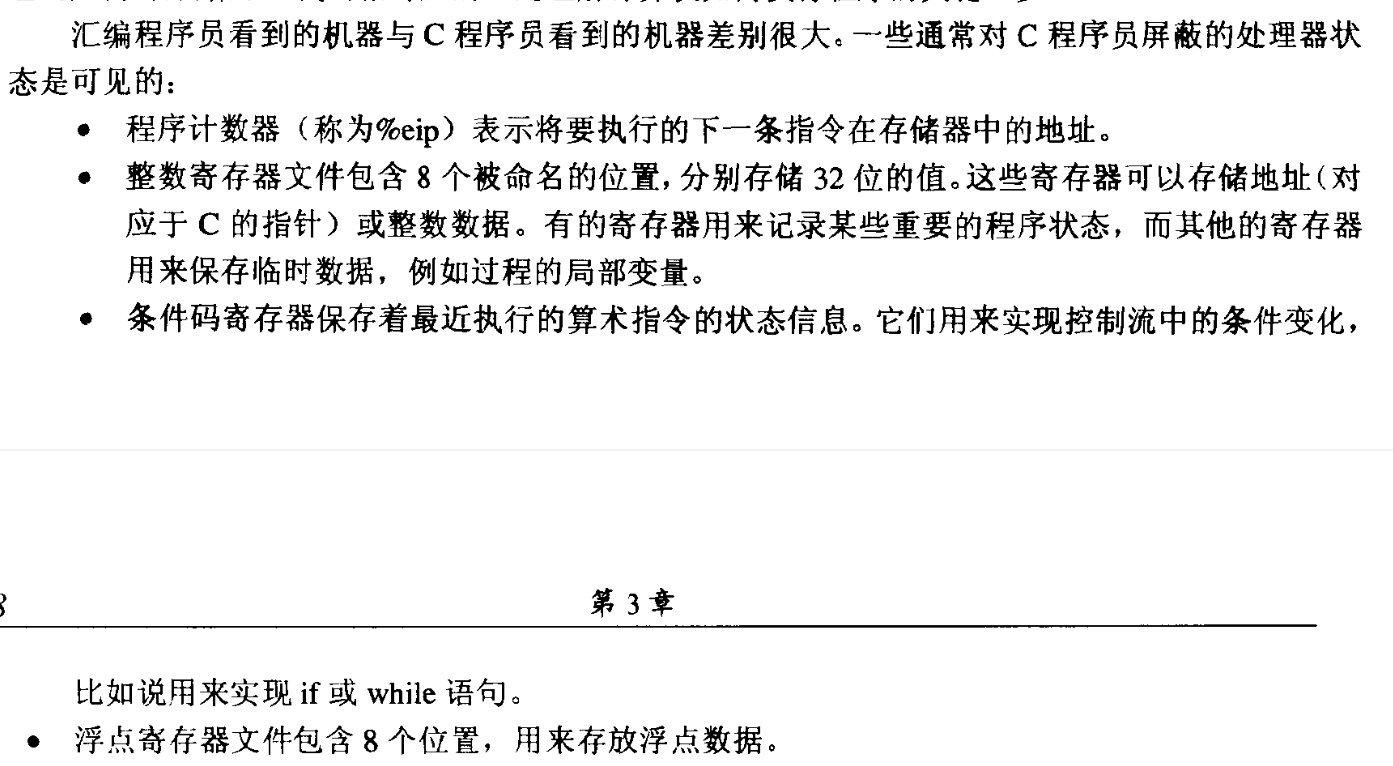 汇编程序员看到的机器与 C 程序员看到的机器差别很大。一些通常对 C 程序员屏蔽的处理器状
态是可见的：
● 程序计数器（称为%eip）表示将要执行的下一条指令在存储器中的地址。
● 整数寄存器文件包含 8 个被命名的位置，分别存储 32 位的值。这些寄存器可以存储地址（对
应于 C 的指针）或整数数据。有的寄存器用来记录某些重要的程序状态，而其他的寄存器
用来保存临时数据，例如过程的局部变量。
● 条件码寄存器保存着最近执行的算术指令的状态信息。它们用来实现控制流中的条件变化，
第 3 章
比如说用来实现 if 或 while 语句。
● 浮点寄存器文件包含 8 个位置，用来存放浮点数据。